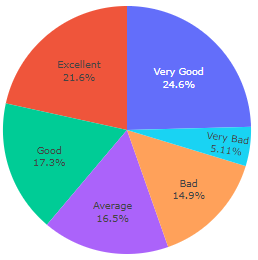 Excellent
21.6%
Very Good
24.6%
Very Bad
5.11%
Good
17.3%
Bad
14.9%
Average
16.5%